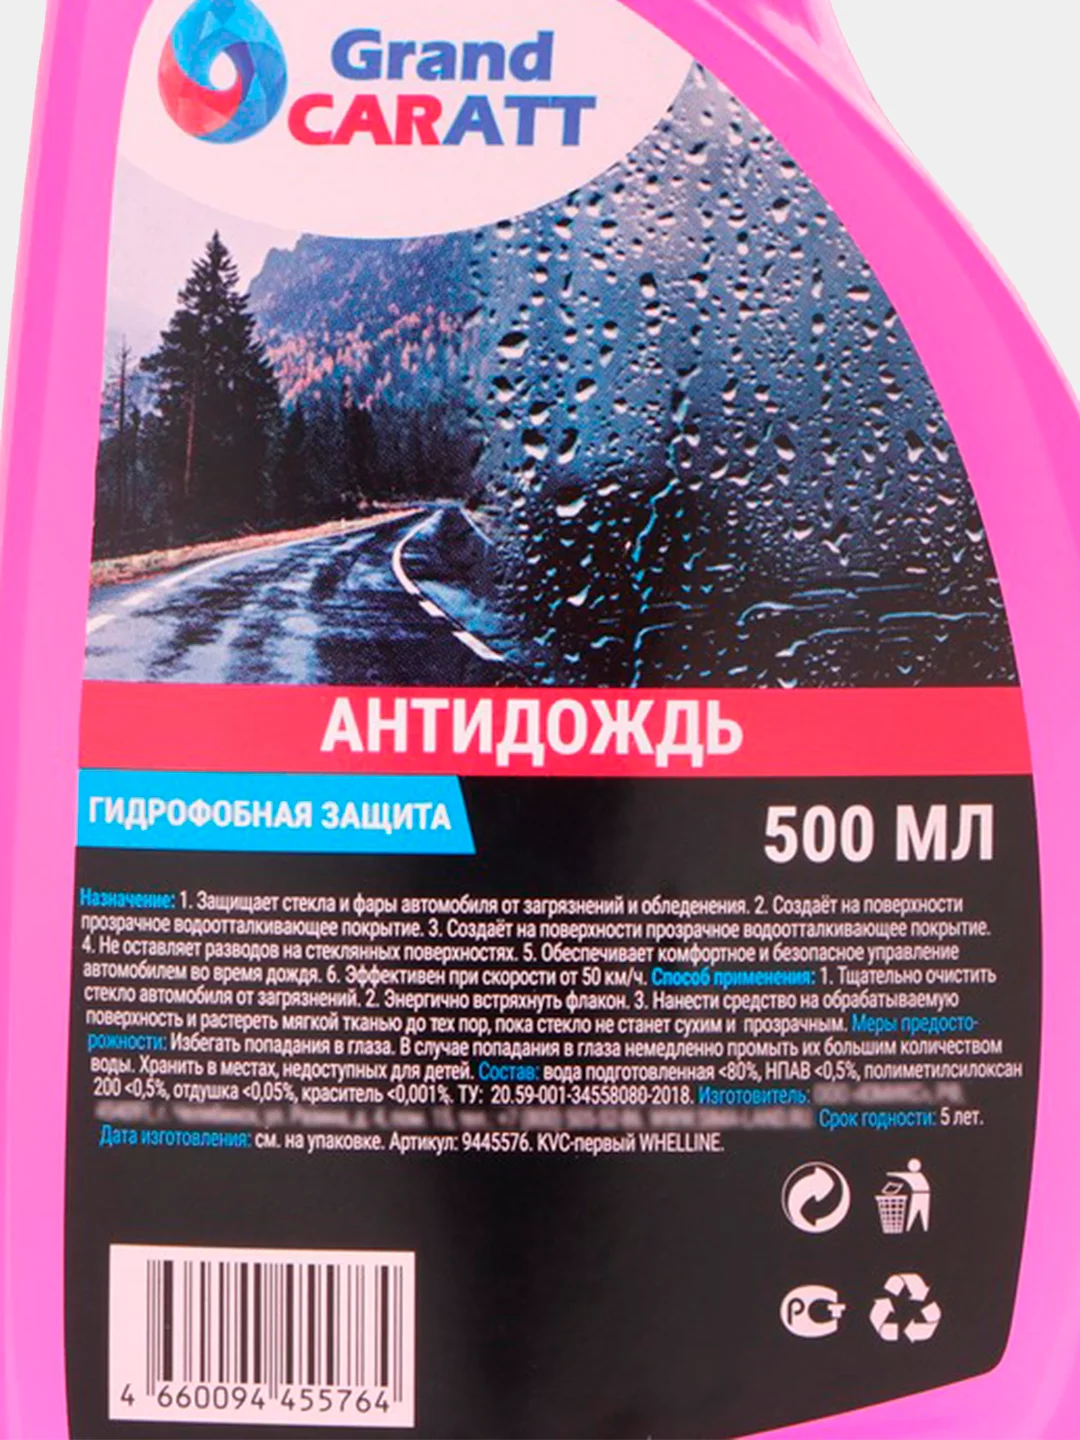 Grand
CARATT
АНТИДОЖДЬ
ГИДРОФОБНАЯ ЗАЩИТА
500 МЛ
Назначение: 1. Защищает стекла и фары автомобиля от загрязнений и обледенения. 2. Создаёт на поверхности
прозрачное водоотталкивающее покрытие. 3. Создаёт на поверхности прозрачное водоотталкивающее покрытие.
4. Не оставляет разводов на стеклянных поверхностях. 5. Обеспечивает комфортное и безопасное управление
автомобилем во время дождя. 6. Эффективен при скорости от 50 км/ч. Способ применения: 1. Тщательно очистить
стекло автомобиля от загрязнений. 2. Энергично встряхнуть флакон. 3. Нанести средство на обрабатываемую
поверхность и растереть мягкой тканью до тех пор, пока стекло не станет сухим и прозрачным. Меры предосто-
рожности: Избегать попадания в глаза. В случае попадания в глаза немедленно промыть их большим количеством
воды. Хранить в местах, недоступных для детей. Состав: вода подготовленная <80%, НПАВ <0,5%, полиметилсилоксан
200 <0,5%, отдушка <0,05%, краситель <0,001%. ТУ: 20.59-001-34558080-2018. Изготовитель:
Срок годности: 5 лет.
Дата изготовления: см. на упаковке. Артикул: 9445576. KVC-первый WHELLINE.
РСТ
4 660094 455764